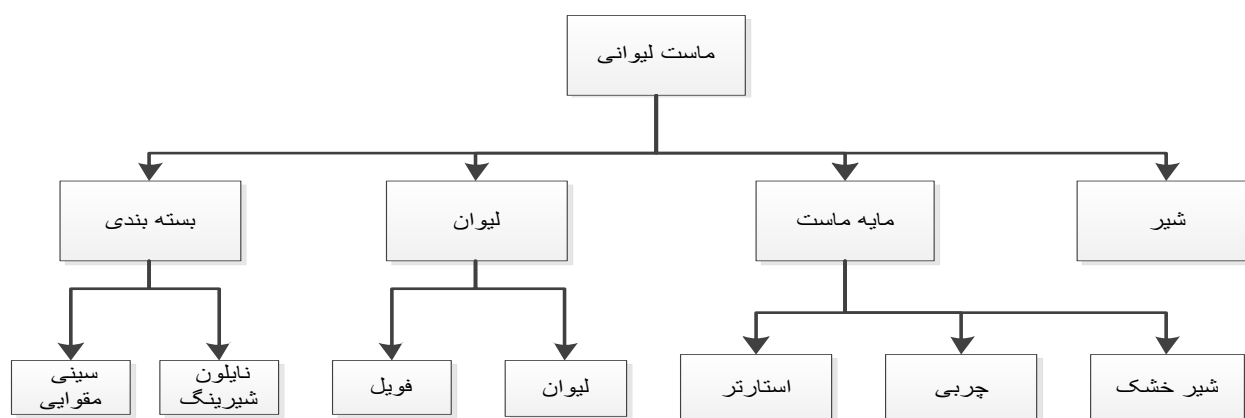 ماست لیوانی
شیر
مایه ماست
لیوان
بسته بندی
شیر خشک
چربی
استارتر
لیوان
فویل
نایلون
شیرینگ
سینی
مقوایی